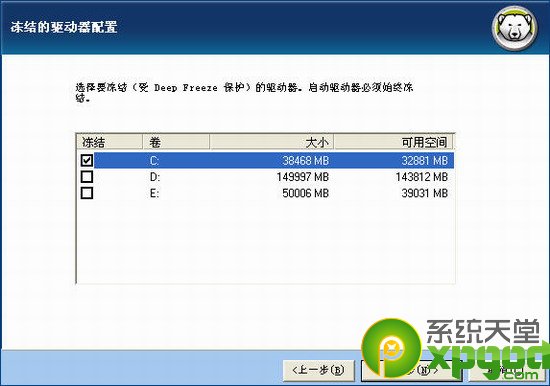 冻结的驱动器配置
选择要冻结(受 Deep Freeze 保护)的驱动器。启动驱动器必须始终冻
结。
冻结 卷 大小 可用空间
C: 38468 MB 32881 MB
D: 149997 MB 143812 MB
E: 50006 MB 39031 MB
系统天堂
xpgod
<上一步(B) 步(N)>